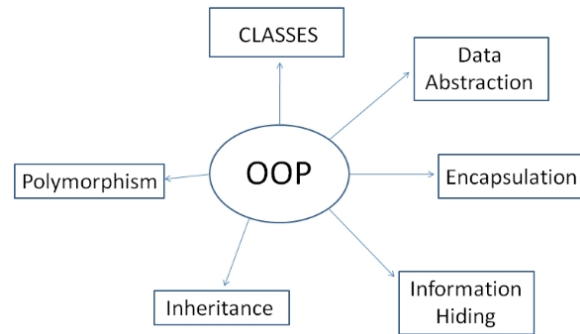 CLASSES
Data
Abstraction
Polymorphism
OOP
Encapsulation
Inheritance
Information
Hiding